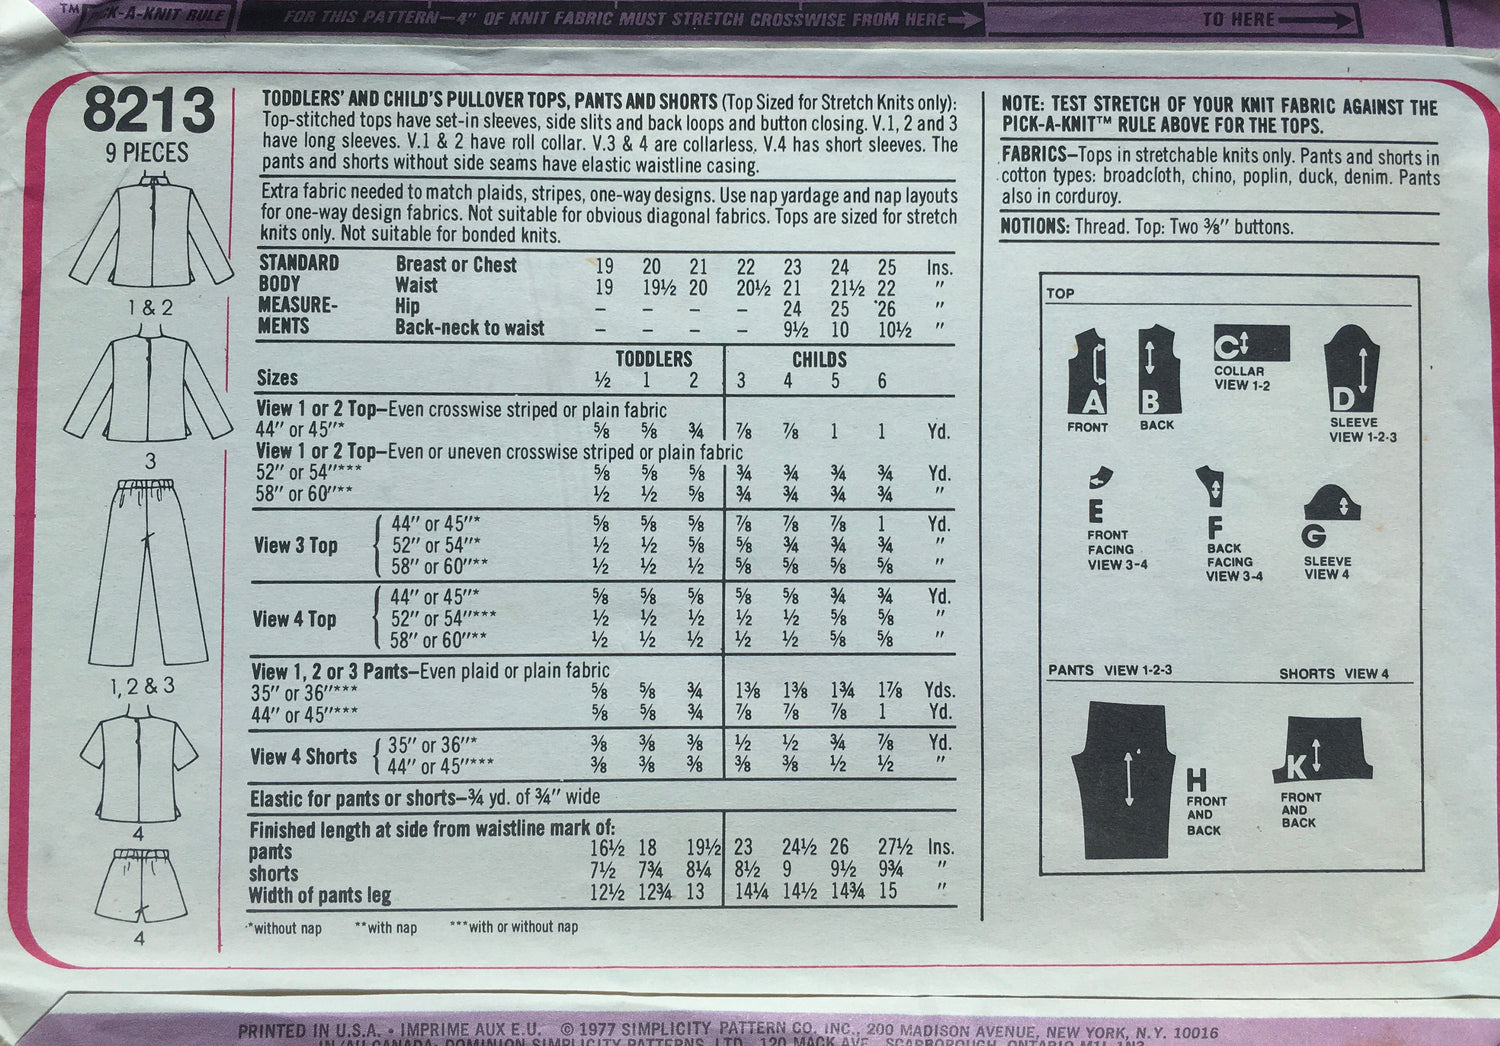 TM PICK-A-KNIT RULE
FOR THIS PATTERN—4" OF KNIT FABRIC MUST STRETCH CROSSWISE FROM HERE
TO HERE
8213
9 PIECES
1 & 2
3
1, 2 & 3
4
4
TODDLERS' AND CHILD'S PULLOVER TOPS, PANTS AND SHORTS (Top Sized for Stretch Knits only):
Top-stitched tops have set-in sleeves, side slits and back loops and button closing. V.1, 2 and 3
have long sleeves. V.1 & 2 have roll collar. V.3 & 4 are collarless. V.4 has short sleeves. The
pants and shorts without side seams have elastic waistline casing.
Extra fabric needed to match plaids, stripes, one-way designs. Use nap yardage and nap layouts
for one-way design fabrics. Not suitable for obvious diagonal fabrics. Tops are sized for stretch
knits only. Not suitable for bonded knits.
STANDARD Breast or Chest 19 20 21 22 23 24 25 Ins.
BODY Waist 19 19½ 20 20½ 21 21½ 22 "
MEASURE- Hip – – – – 24 25 26 "
MENTS Back-neck to waist – – – – 9½ 10 10½ "
TODDLERS CHILDS
Sizes ½ 1 2 3 4 5 6
View 1 or 2 Top—Even crosswise striped or plain fabric
44" or 45"* ⅝ ⅝ ¾ ⅞ ⅞ 1 1 Yd.
View 1 or 2 Top—Even or uneven crosswise striped or plain fabric
52" or 54"*** ⅝ ⅝ ⅝ ¾ ¾ ¾ ¾ Yd.
58" or 60"** ½ ½ ⅝ ¾ ¾ ¾ ¾ "
44" or 45"* ⅝ ⅝ ⅝ ⅞ ⅞ ⅞ 1 Yd.
View 3 Top 52" or 54"* ½ ½ ⅝ ⅝ ¾ ¾ ¾ "
58" or 60"** ½ ½ ½ ⅝ ⅝ ⅝ ⅝ "
44" or 45"* ⅝ ⅝ ⅝ ⅝ ⅝ ¾ ¾ Yd.
View 4 Top 52" or 54"*** ½ ½ ½ ½ ½ ⅝ ⅝ "
58" or 60"** ½ ½ ½ ½ ½ ⅝ ⅝ "
View 1, 2 or 3 Pants—Even plaid or plain fabric
35" or 36"*** ⅝ ⅝ ¾ 1⅜ 1⅜ 1¾ 1⅞ Yds.
44" or 45"*** ⅝ ⅝ ¾ ⅞ ⅞ ⅞ 1 Yd.
View 4 Shorts 35" or 36"* ⅜ ⅜ ⅜ ½ ½ ¾ ⅞ Yd.
44" or 45"*** ⅜ ⅜ ⅜ ⅜ ⅜ ½ ½ "
Elastic for pants or shorts—¾ yd. of ¾" wide
Finished length at side from waistline mark of:
pants 16½ 18 19½ 23 24½ 26 27½ Ins.
shorts 7½ 7¾ 8¼ 8½ 9 9½ 9¾ "
Width of pants leg 12½ 12¾ 13 14¼ 14½ 14¾ 15 "
*without nap **with nap ***with or without nap
NOTE: TEST STRETCH OF YOUR KNIT FABRIC AGAINST THE
PICK-A-KNIT™ RULE ABOVE FOR THE TOPS.
FABRICS—Tops in stretchable knits only. Pants and shorts in
cotton types: broadcloth, chino, poplin, duck, denim. Pants
also in corduroy.
NOTIONS: Thread. Top: Two ⅜" buttons.
TOP
A
FRONT
B
BACK
C
COLLAR
VIEW 1-2
D
SLEEVE
VIEW 1-2-3
E
FRONT
FACING
VIEW 3-4
F
BACK
FACING
VIEW 3-4
G
SLEEVE
VIEW 4
PANTS VIEW 1-2-3
SHORTS VIEW 4
H
FRONT
AND
BACK
K
FRONT
AND
BACK
PRINTED IN U.S.A. • IMPRIME AUX E.U. © 1977 SIMPLICITY PATTERN CO. INC., 200 MADISON AVENUE, NEW YORK, N.Y. 10016
IN/AU CANADA: DOMINION SIMPLICITY PATTERNS, LTD. 120 MACK AVE. SCARBOROUGH, ONTARIO M1L 1N3